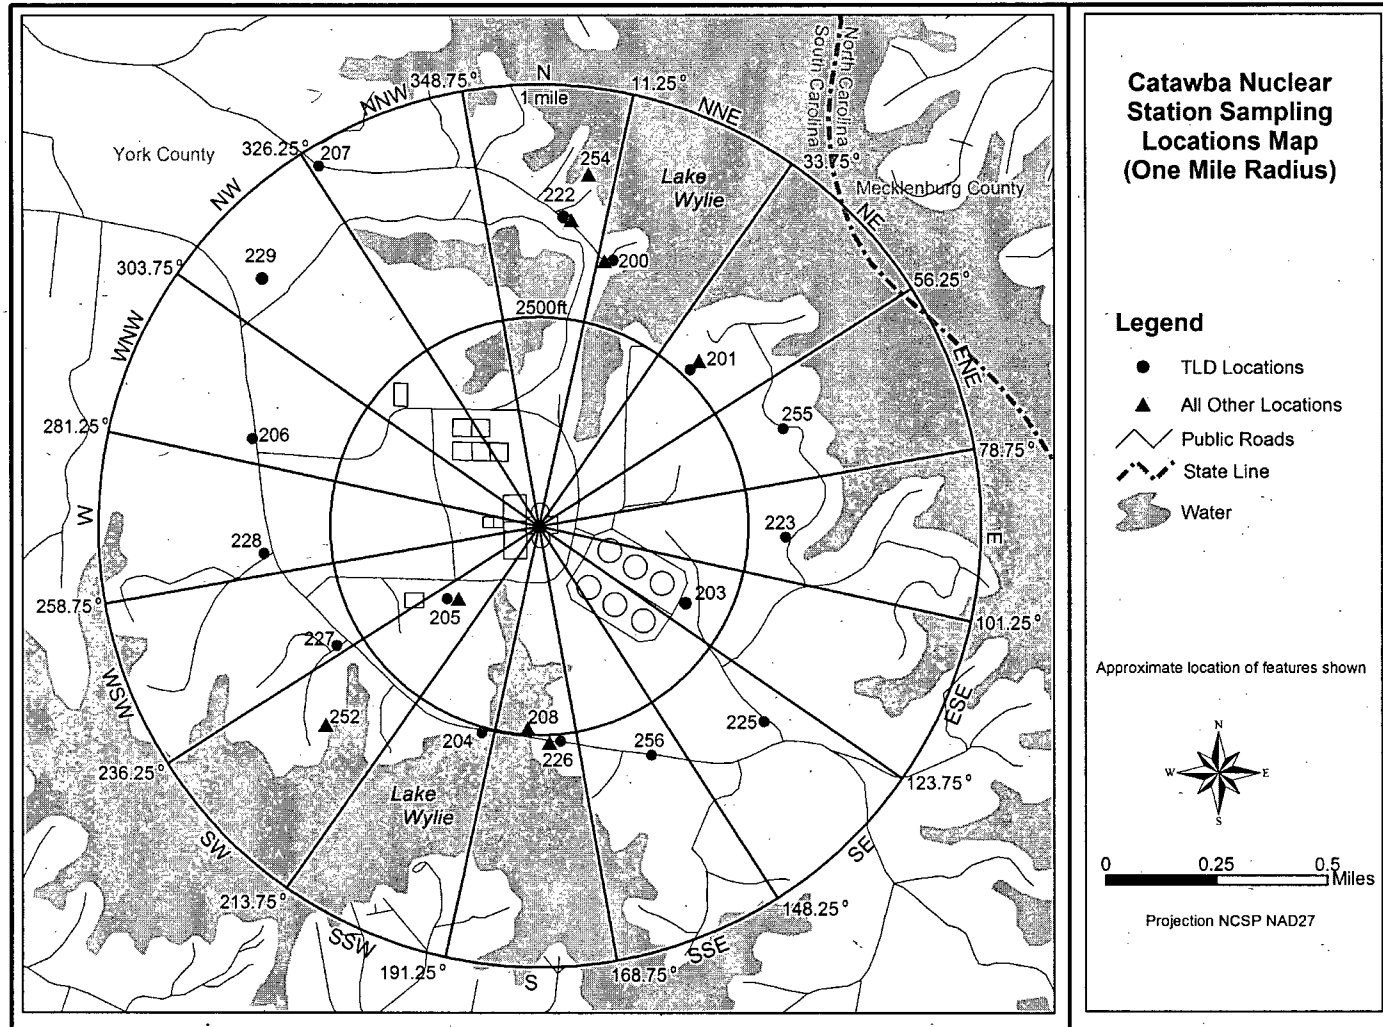 348.75°
N
1 mile
11.25°
NNW
NNE
North Carolina
South Carolina
York County
326.25°
207
254
33.75°
Lake
Wylie
Mecklenburg County
222
NW
NE
229
200
303.75°
56.25°
2500ft
WNW
201
ENE
255
281.25°
206
78.75°
W
223
E
228
203
258.75°
205
101.25°
227
WSW
ESE
252
208
225
204
226
256
236.25°
123.75°
Lake
Wylie
SW
SE
213.75°
148.25°
SSW
SSE
191.25°
S
168.75°
Catawba Nuclear
Station Sampling
Locations Map
(One Mile Radius)
Legend
TLD Locations
All Other Locations
Public Roads
State Line
Water
Approximate location of features shown
N
W
E
S
0
0.25
0.5
Miles
Projection NCSP NAD27